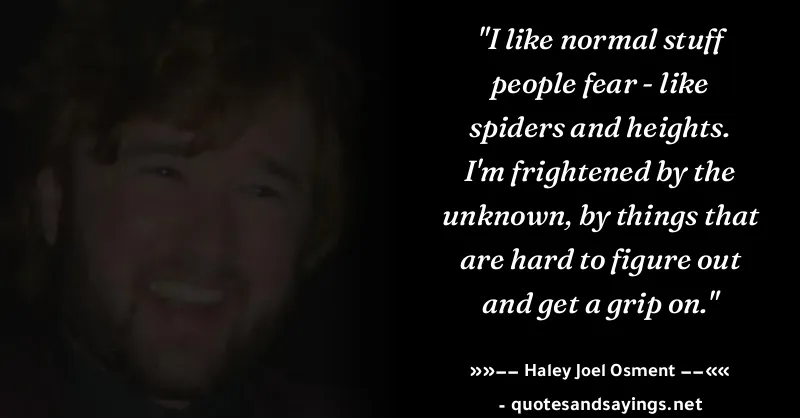 "I like normal stuff
people fear - like
spiders and heights.
I'm frightened by the
unknown, by things that
are hard to figure out
and get a grip on."
»»−− Haley Joel Osment −−««
- quotesandsayings.net